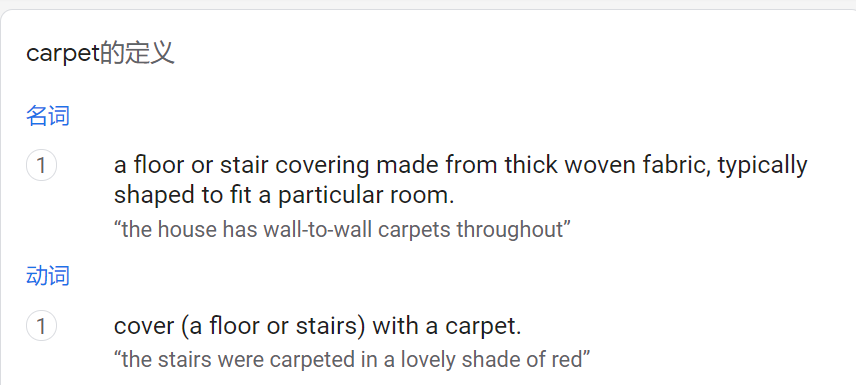 carpet的定义
名词
1
a floor or stair covering made from thick woven fabric, typically
shaped to fit a particular room.
“the house has wall-to-wall carpets throughout”
动词
1
cover (a floor or stairs) with a carpet.
“the stairs were carpeted in a lovely shade of red”